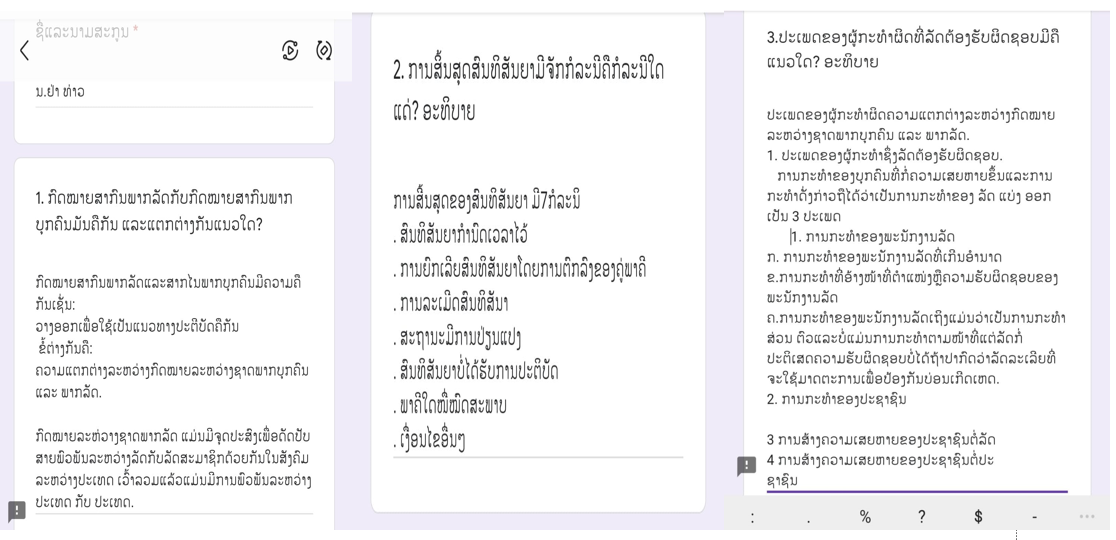 ຊື່ແລະນາມສະກຸນ *
ນ.ຢ່າ ທ່າວ
1. ກົດໝາຍສາກົນພາກລັດກັບກົດໝາຍສາກົນພາກ
ບຸກຄົນມັນຄືກັນ ແລະແຕກຕ່າງກັນແນວໃດ?
ກົດໝາຍສາກົນພາກລັດແລະສາກໄນພາກບຸກຄົນມີຄວາມຄື
ກັນເຊັ່ນ:
ວາງອອກເພື່ອໃຊ້ເປັນແນວທາງປະຕິບັດຄືກັນ
ຂໍ້ຕ່າງກັນຄື:
ຄວາມແຕກຕ່າງລະຫວ່າງກົດໝາຍລະຫວ່າງຊາດພາກບຸກຄົນ
ແລະ ພາກລັດ.
ກົດໝາຍລະຫ່ວາງຊາດພາກລັດ ແມ່ນມີຈຸດປະສົງເພື່ອດັດປັບ
ສາຍພົວພັນລະຫວ່າງລັດກັບລັດສະມາຊິກດ້ວຍກັນໃນສັງຄົມ
ລະຫວ່າງປະເທດ ເວົ້າລວມແລ້ວແມ່ນມີການພົວພັນລະຫວ່າງ
ປະເທດ ກັບ ປະເທດ.
2. ການສິ້ນສຸດສົນທິສັນຍາມີຈັກກໍລະນີຄືກໍລະນີໃດ
ແດ່? ອະທິບາຍ
ການສິ້ນສຸດຂອງສົນທິສັນຍາ ມີ7ກໍລະນິ
. ສົນທິສັນຍາກຳນົດເວລາໄວ້
. ການຍົກເລີຍສົນທິສັນຍາໂດຍການຕົກລົງຂອງຄູ່ພາຄີ
. ການລະເມີດສົນທິສັນາ
. ສະຖານະມີການປ່ຽນແປງ
. ສົນທິສັນຍາບໍ່ໄດ້ຮັບການປະຕິບັດ
. ພາຄີໃດໜື່ໝົດສະພາບ
. ເງື່ອນໄຂອື່ນໆ
3.ປະເພດຂອງຜູ້ກະທຳຜິດທີ່ລັດຕ້ອງຮັບຜິດຊອບມີຄື
ແນວໃດ? ອະທິບາຍ
ປະເພດຂອງຜູ້ກະທຳຜິດຄວາມແຕກຕ່າງລະຫວ່າງກົດໝາຍ
ລະຫວ່າງຊາດພາກບຸກຄົນ ແລະ ພາກລັດ.
1. ປະເພດຂອງຜູ້ກະທຳຊຶ່ງລັດຕ້ອງຮັບຜິດຊອບ.
ການກະທຳຂອງບຸກຄົນທີ່ກໍ່ຄວາມເສຍຫາຍຂຶ້ນແລະການ
ກະທຳດັ່ງກ່າວຖືໄດ້ວ່າເປັນການກະທຳຂອງ ລັດ ແບ່ງ ອອກ
ເປັນ 3 ປະເພດ
1. ການກະທຳຂອງພະນັກງານລັດ
ກ. ການກະທຳຂອງພະນັກງານລັດທີ່ເກີນອຳນາດ
ຂ.ການກະທຳທີ່ອ້າງໜ້າທີ່ຕຳແໜ່ງຫຼືຄວາມຮັບຜິດຊອບຂອງ
ພະນັກງານລັດ
ຄ.ການກະທຳຂອງພະນັກງານລັດເຖິງແມ່ນວ່າເປັນການກະທຳ
ສ່ວນ ຕົວແລະບໍ່ແມ່ນການກະທຳຕາມໜ້າທີ່ແຕ່ລັດກໍ່
ປະຕິເສດຄວາມຮັບຜິດຊອບບໍ່ໄດ້ຖ້າປາກົດວ່າລັດລະເລີຍທີ່
ຈະໃຊ້ມາດຕະການເພື່ອປ້ອງກັນບ່ອນເກີດເຫດ.
2. ການກະທຳຂອງປະຊາຊົນ
3 ການສ້າງຄວາມເສຍຫາຍຂອງປະຊາຊົນຕໍ່ລັດ
4 ການສ້າງຄວາມເສຍຫາຍຂອງປະຊາຊົນຕໍ່ປະ
ຊາຊົນ
: . % ? $ -